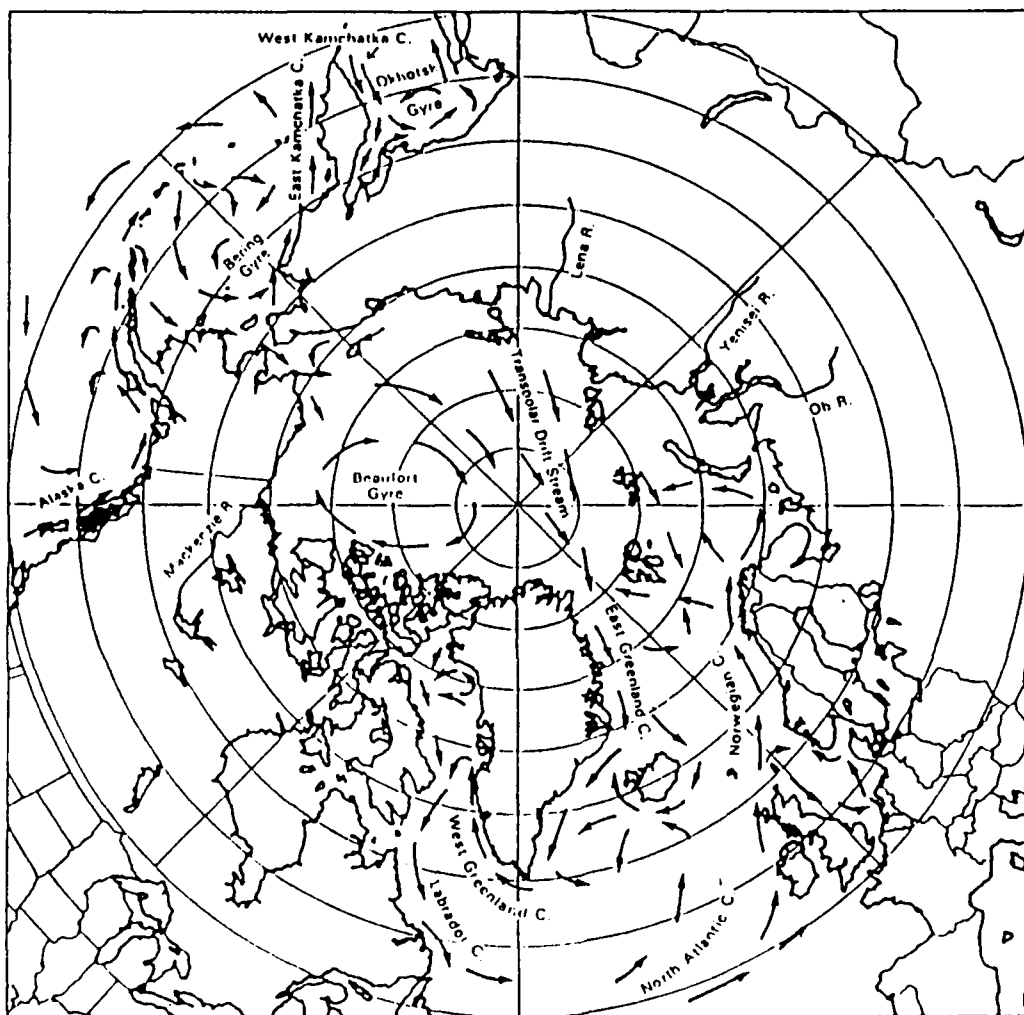 West Kamchatka C.
East Kamchatka C.
Okhotsk
Gyre
Bering
Gyre
Lena R.
Yenisei R.
Ob R.
Transpolar Drift Stream
Beaufort
Gyre
Alaska C.
Mackenzie R.
East Greenland C.
Norwegian C.
West Greenland C.
Labrador C.
North Atlantic C.